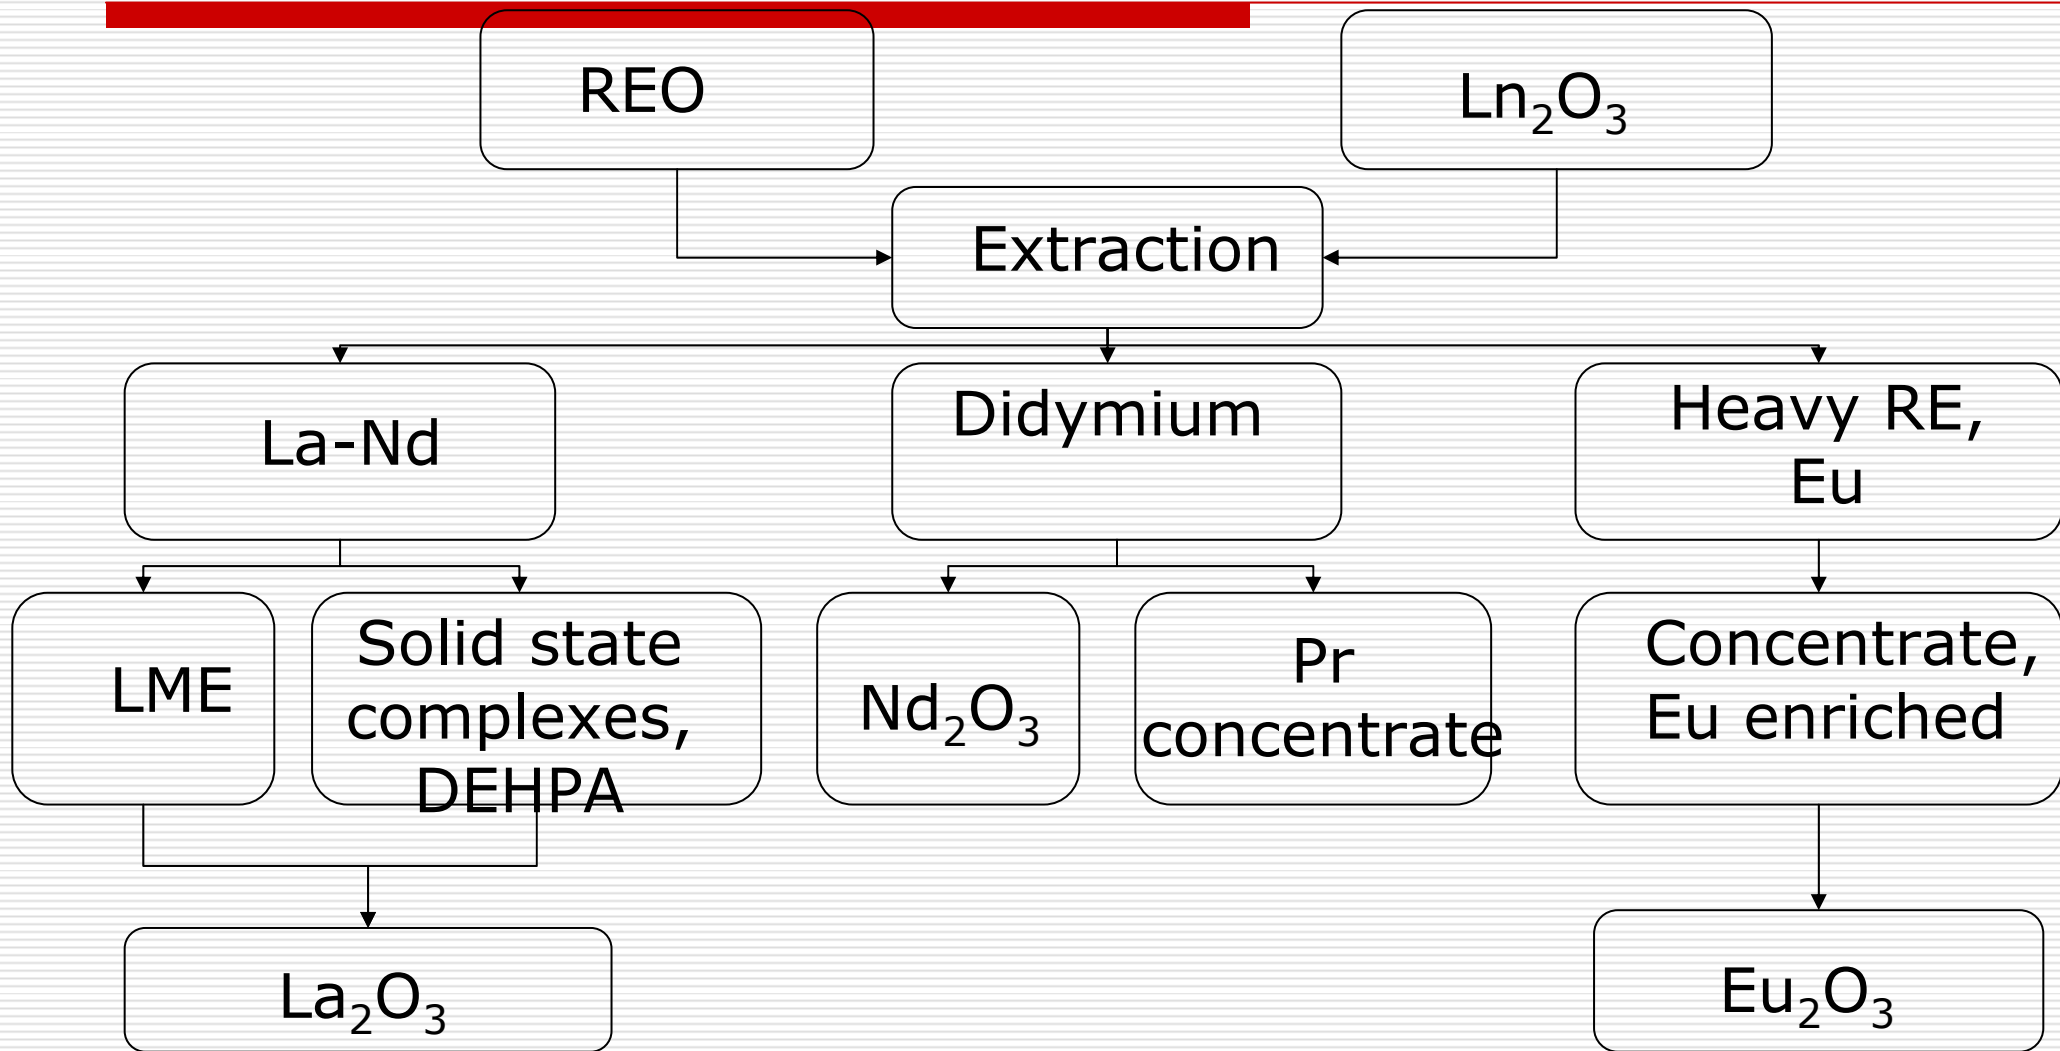 REO
Ln₂O₃
Extraction
La-Nd
Didymium
Heavy RE,
Eu
LME
Solid state
complexes,
DEHPA
Nd₂O₃
Pr
concentrate
Concentrate,
Eu enriched
La₂O₃
Eu₂O₃